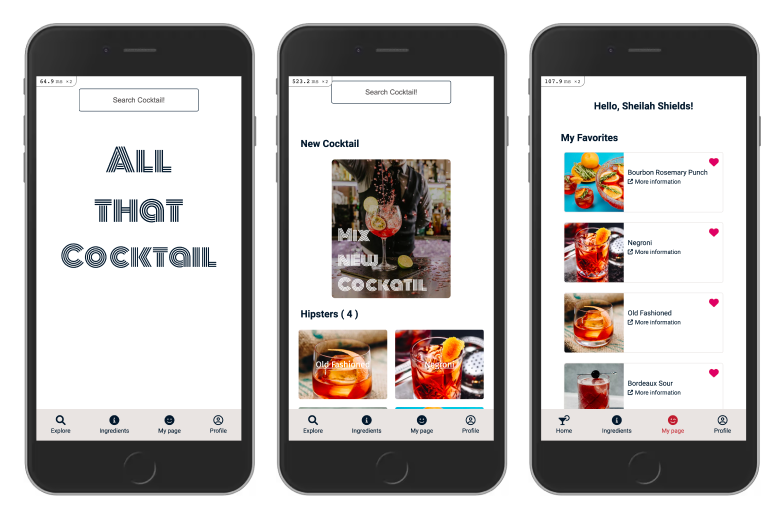 64.9 ms ×2
Search Cocktail!
ALL
THAT
COCKTAIL
Explore
Ingredients
My page
Profile
523.2 ms ×2
Search Cocktail!
New Cocktail
MIX
NEW
COCKATIL
Hipsters ( 4 )
Old Fashioned
Negroni
Explore
Ingredients
My page
Profile
107.9 ms ×2
Hello, Sheilah Shields!
My Favorites
Bourbon Rosemary Punch
More information
Negroni
More information
Old Fashioned
More information
Bordeaux Sour
More information
Home
Ingredients
My page
Profile